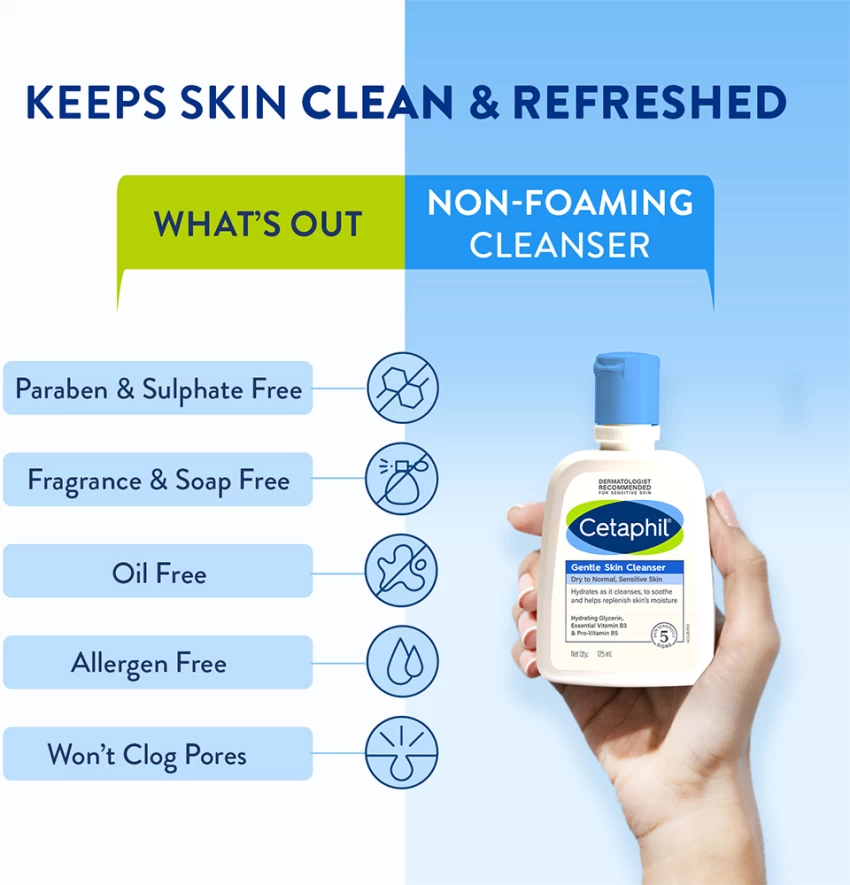 KEEPS SKIN CLEAN & REFRESHED
WHAT'S OUT
NON-FOAMING
CLEANSER
Paraben & Sulphate Free
Fragrance & Soap Free
Oil Free
Allergen Free
Won't Clog Pores
DERMATOLOGIST
RECOMMENDED
FOR SENSITIVE SKIN
Cetaphil®
Gentle Skin Cleanser
Dry to Normal, Sensitive Skin
Hydrates as it cleanses, to soothe
and helps replenish skin's moisture
Hydrating Glycerin,
Essential Vitamin B3
& Pro-Vitamin B5
5
SIGNS
Net Qty.: 125 mL